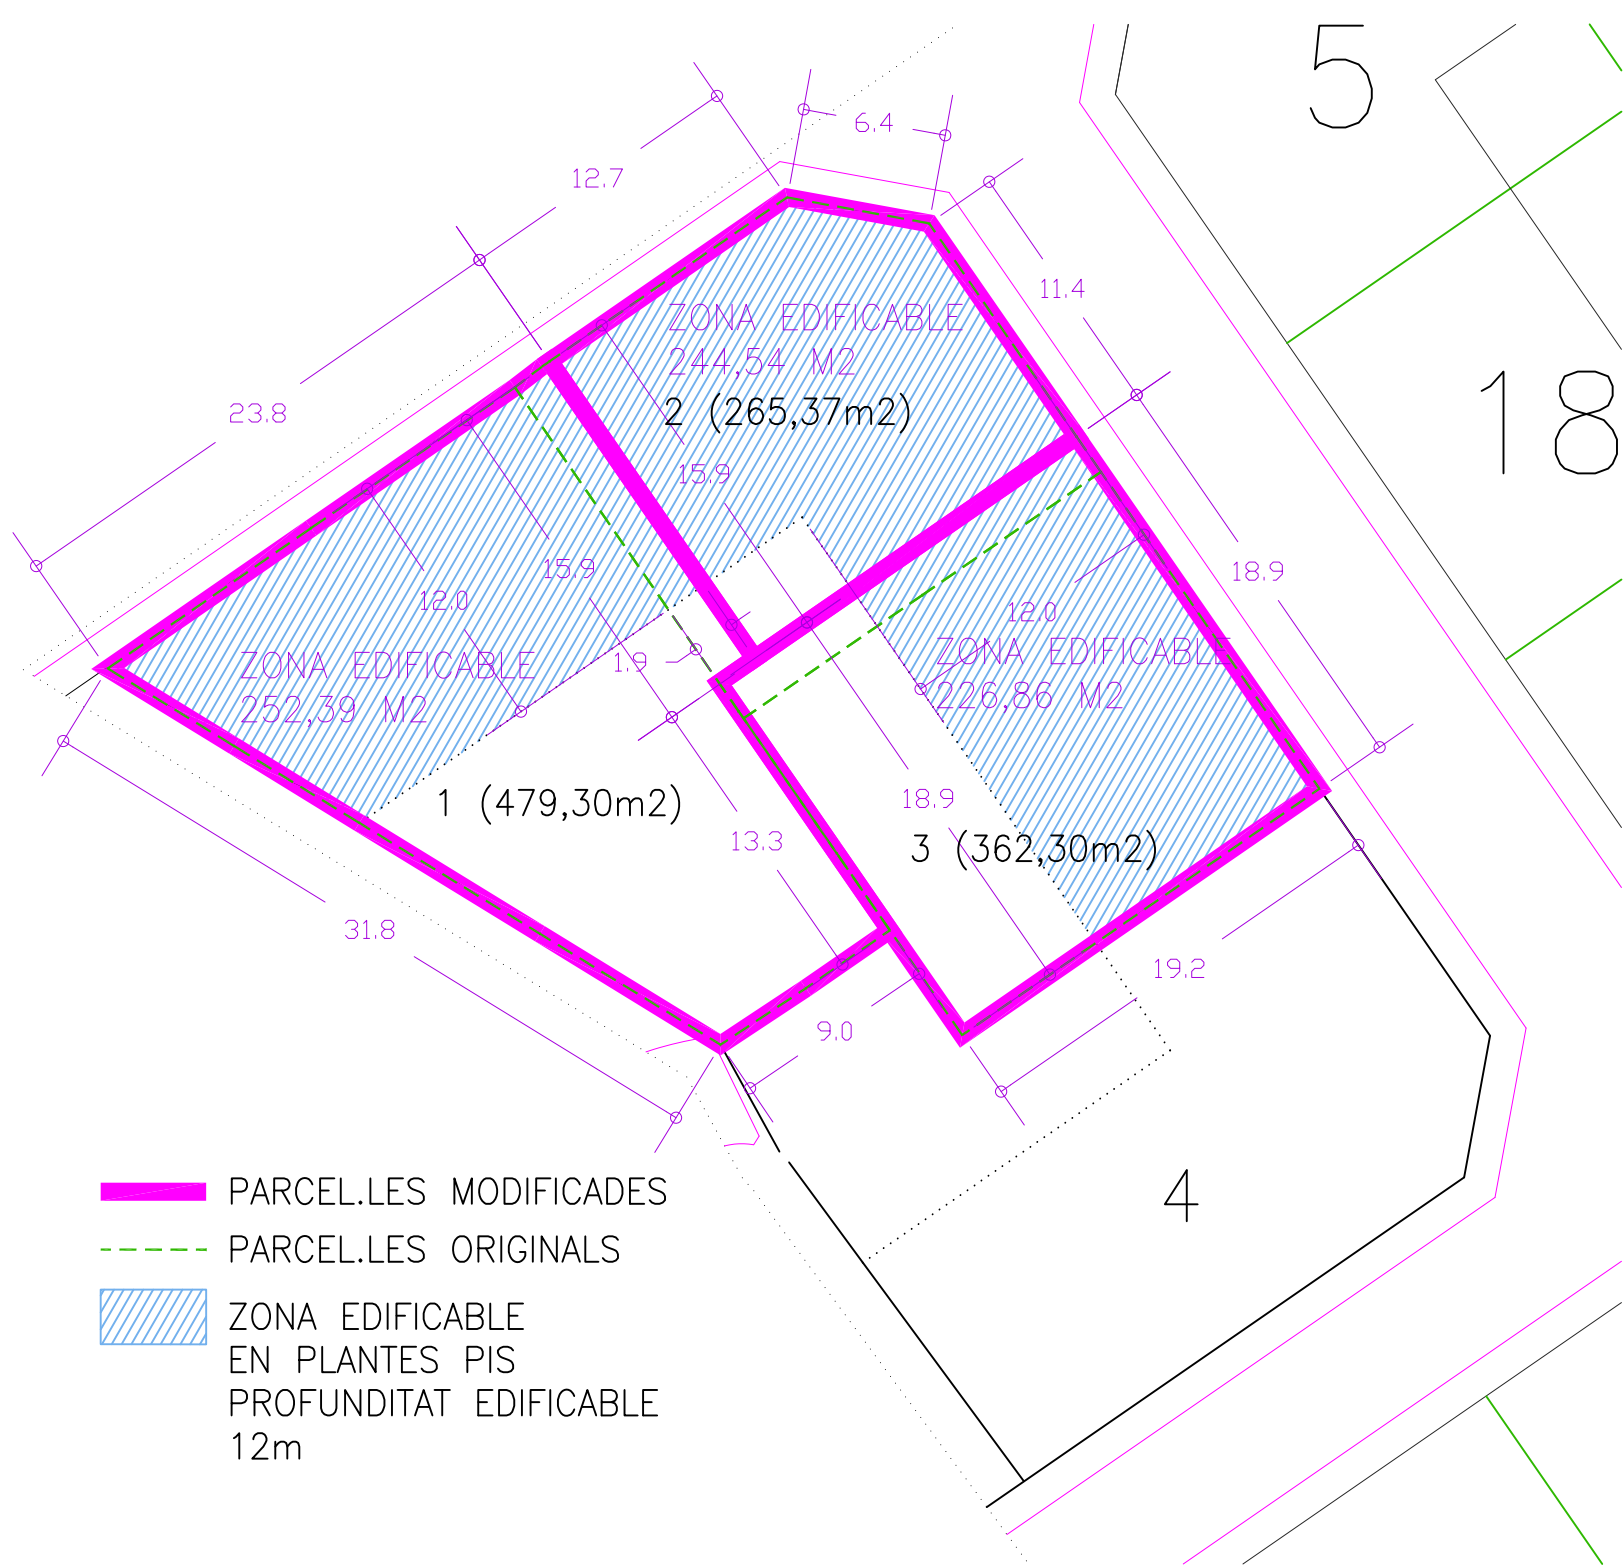 5
6.4
12.7
11.4
ZONA EDIFICABLE
244,54 M2
2 (265,37m2)
23.8
18
15.9
15.9
18.9
12.0
12.0
ZONA EDIFICABLE
226,86 M2
1.9
ZONA EDIFICABLE
252,39 M2
1 (479,30m2)
18.9
13.3
3 (362,30m2)
31.8
19.2
9.0
4
PARCEL.LES MODIFICADES
PARCEL.LES ORIGINALS
ZONA EDIFICABLE
EN PLANTES PIS
PROFUNDITAT EDIFICABLE
12m